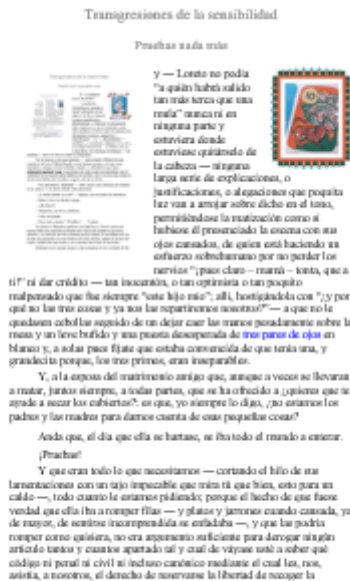 Transgresiones de la sensibilidad
Pruebas nada más
y — Loreto no podía
"a quién habrá salido
tan más terca que una
mula" nunca ni en
ninguna parte y
estuviera donde
estuviese quitárselo de
la cabeza — ninguna
larga serie de explicaciones, o
justificaciones, o alegaciones que poquita
luz van a arrojar sobre dicho en el tono,
permitiéndose la matización como si
hubiese él presenciado la escena con sus
ojos cansados, de quien está haciendo un
esfuerzo sobrehumano por no perder los
nervios "¡pues claro – mamá – tonta, que a
ti!" ni dar crédito — tan inocentón, o tan optimista o tan poquito
malpensado que fue siempre "este hijo mío"; allí, hostigándola con "¿y por
qué no las tres cosas y ya nos las repartiremos nosotros?"— a que no le
quedasen cebollas seguido de un dejar caer las manos pesadamente sobre la
mesa y un leve bufido y una puesta desesperada de tres pares de ojos en
blanco y, a solas pues fíjate que estaba convencida de que tenía una, y
grandecita porque, los tres primos, eran inseparables.
Y, a la esposa del matrimonio amigo que, aunque a veces se llevaran
a matar, juntos siempre, a todas partes, que se ha ofrecido a ¿quieres que te
ayude a secar los cubiertos?: es que, yo siempre lo digo, ¿no estamos los
padres y las madres para darnos cuenta de esas pequeñas cosas?
Anda que, el día que ella se hartase, se iba todo el mundo a enterar.
¡Pruebas!
Y que eran todo lo que necesitamos — cortando el hilo de sus
lamentaciones con un tajo impecable que mira tú que bien, esto para un
caldo —, todo cuanto le estamos pidiendo; porque el hecho de que fuese
verdad que ella iba a romper filas — y platos y jarrones cuando cansada, ya
de mayor, de sentirse incomprendida se enfadaba —, y que las podría
romper como quisiera, no era argumento suficiente para derogar ningún
artículo tantos y cuantos apartado tal y cual de váyase usté a saber qué
código ni penal ni civil ni incluso canónico mediante el cual les, nos,
asistía, a nosotros, el derecho de reservarse la libertad de recoger la